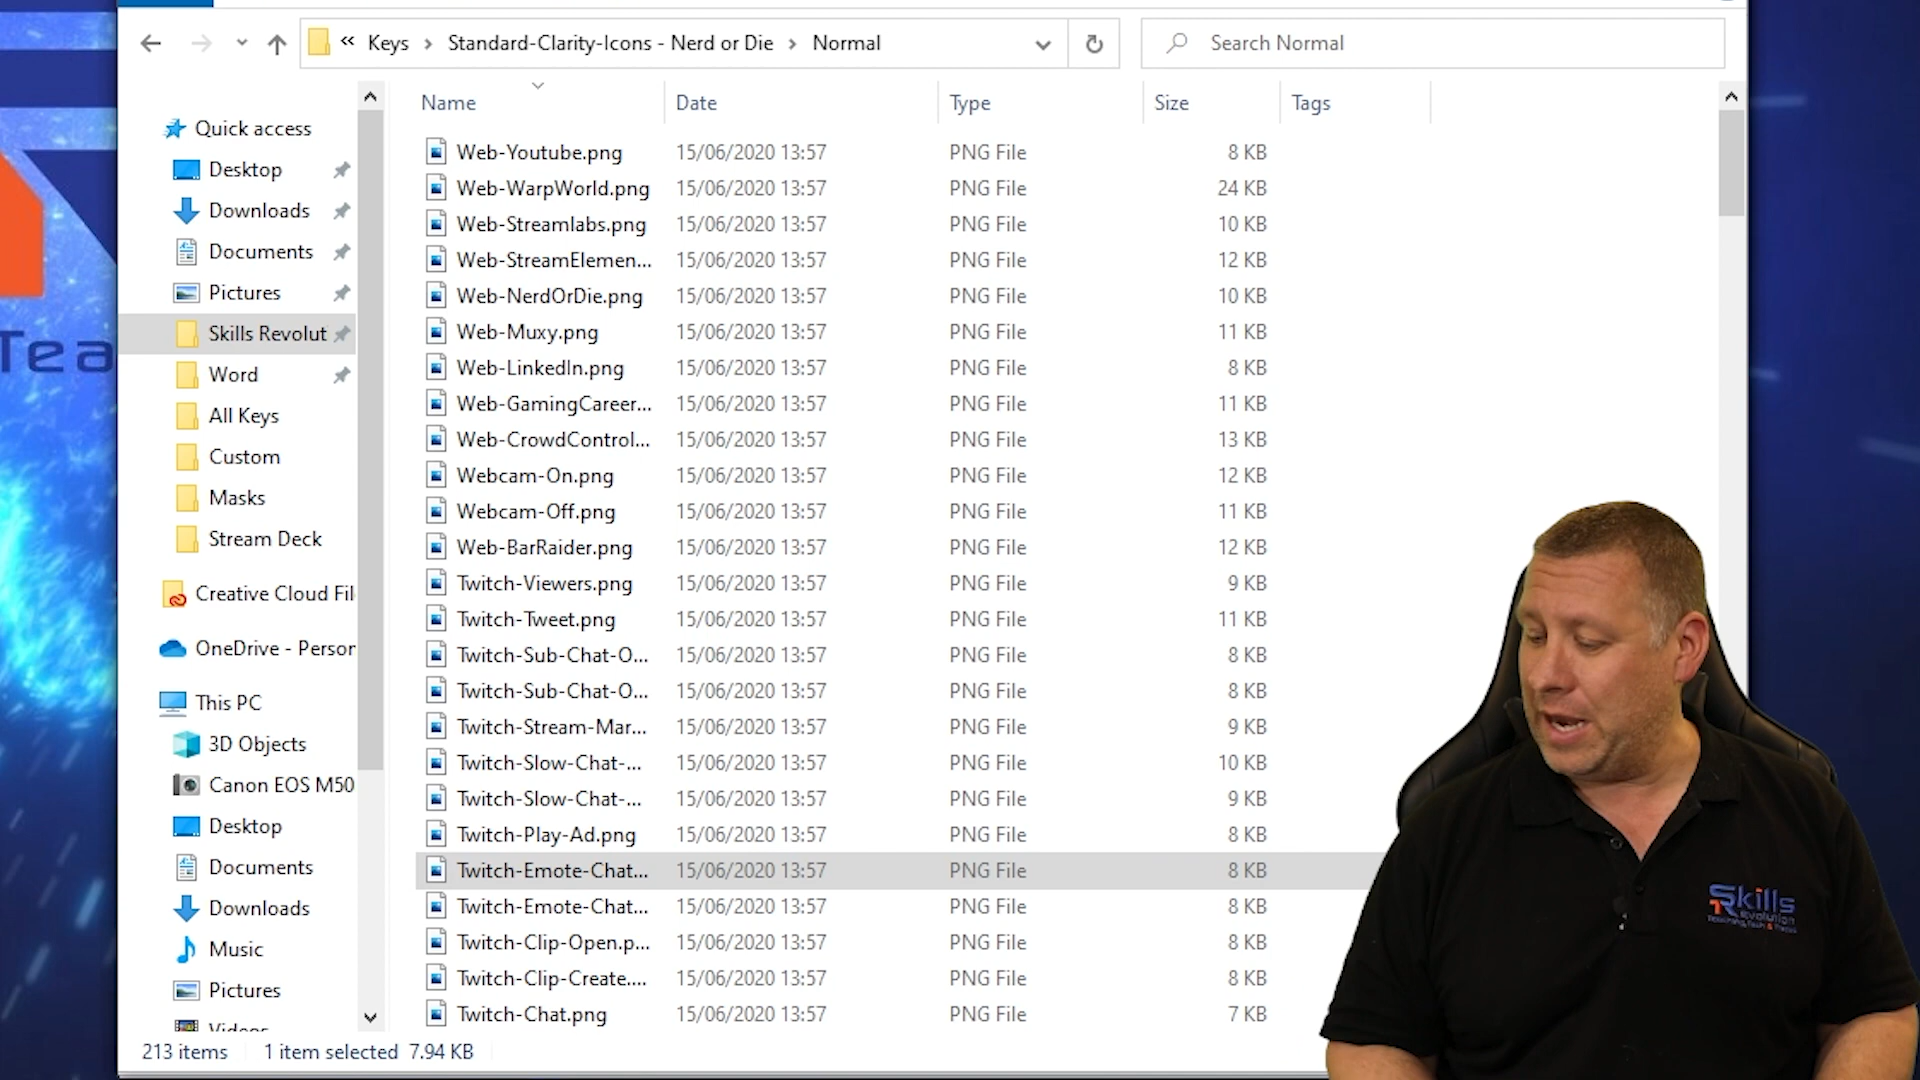 « Keys › Standard-Clarity-Icons - Nerd or Die › Normal
Search Normal
Name Date Type Size Tags
Quick access
Desktop
Downloads
Documents
Pictures
Skills Revolut
Word
All Keys
Custom
Masks
Stream Deck
Creative Cloud Fil
OneDrive - Person
This PC
3D Objects
Canon EOS M50
Desktop
Documents
Downloads
Music
Pictures
Videos
Web-Youtube.png 15/06/2020 13:57 PNG File 8 KB
Web-WarpWorld.png 15/06/2020 13:57 PNG File 24 KB
Web-Streamlabs.png 15/06/2020 13:57 PNG File 10 KB
Web-StreamElemen... 15/06/2020 13:57 PNG File 12 KB
Web-NerdOrDie.png 15/06/2020 13:57 PNG File 10 KB
Web-Muxy.png 15/06/2020 13:57 PNG File 11 KB
Web-LinkedIn.png 15/06/2020 13:57 PNG File 8 KB
Web-GamingCareer... 15/06/2020 13:57 PNG File 11 KB
Web-CrowdControl... 15/06/2020 13:57 PNG File 13 KB
Webcam-On.png 15/06/2020 13:57 PNG File 12 KB
Webcam-Off.png 15/06/2020 13:57 PNG File 11 KB
Web-BarRaider.png 15/06/2020 13:57 PNG File 12 KB
Twitch-Viewers.png 15/06/2020 13:57 PNG File 9 KB
Twitch-Tweet.png 15/06/2020 13:57 PNG File 11 KB
Twitch-Sub-Chat-O... 15/06/2020 13:57 PNG File 8 KB
Twitch-Sub-Chat-O... 15/06/2020 13:57 PNG File 8 KB
Twitch-Stream-Mar... 15/06/2020 13:57 PNG File 9 KB
Twitch-Slow-Chat-... 15/06/2020 13:57 PNG File 10 KB
Twitch-Slow-Chat-... 15/06/2020 13:57 PNG File 9 KB
Twitch-Play-Ad.png 15/06/2020 13:57 PNG File 8 KB
Twitch-Emote-Chat... 15/06/2020 13:57 PNG File 8 KB
Twitch-Emote-Chat... 15/06/2020 13:57 PNG File 8 KB
Twitch-Clip-Open.p... 15/06/2020 13:57 PNG File 8 KB
Twitch-Clip-Create.... 15/06/2020 13:57 PNG File 8 KB
Twitch-Chat.png 15/06/2020 13:57 PNG File 7 KB
213 items 1 item selected 7.94 KB
Tea
Skills
Revolution